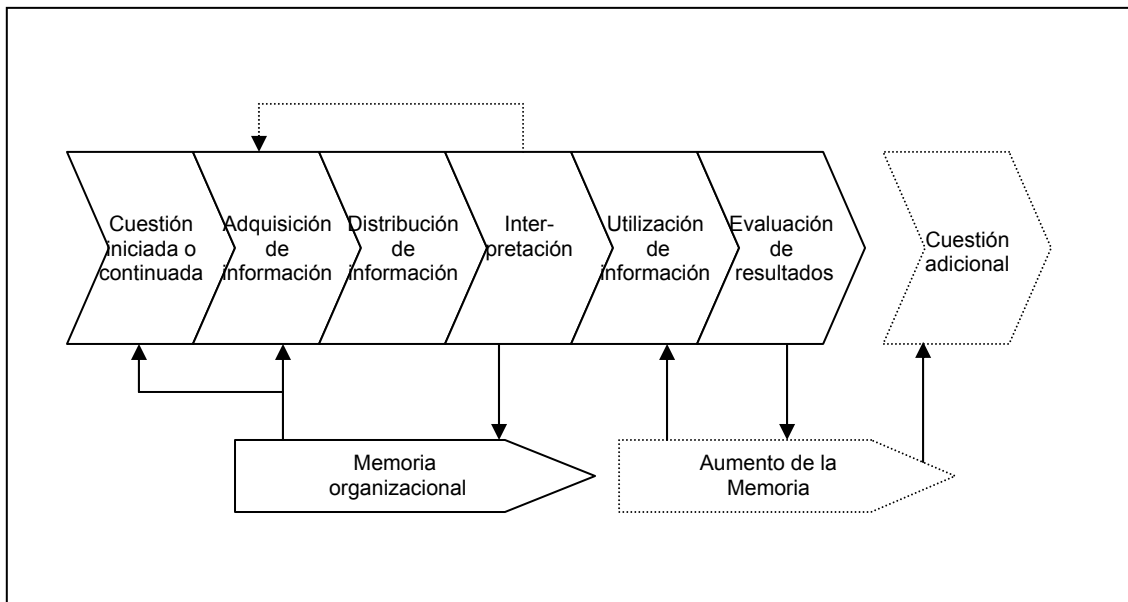 Cuestión
iniciada o
continuada
Adquisición
de
información
Distribución
de
información
Inter-
pretación
Utilización
de
información
Evaluación
de
resultados
Cuestión
adicional
Memoria
organizacional
Aumento de la
Memoria